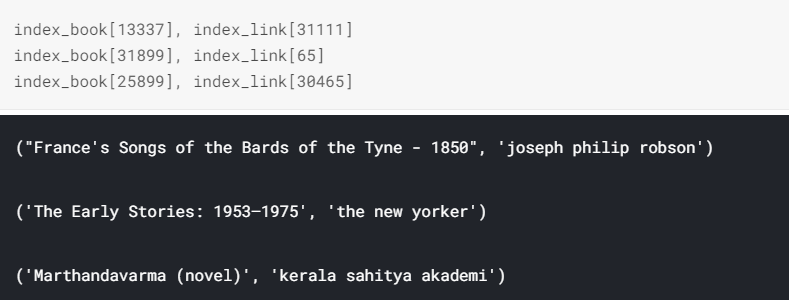 index_book[13337], index_link[31111]
index_book[31899], index_link[65]
index_book[25899], index_link[30465]
("France's Songs of the Bards of the Tyne - 1850", 'joseph philip robson')
('The Early Stories: 1953–1975', 'the new yorker')
('Marthandavarma (novel)', 'kerala sahitya akademi')